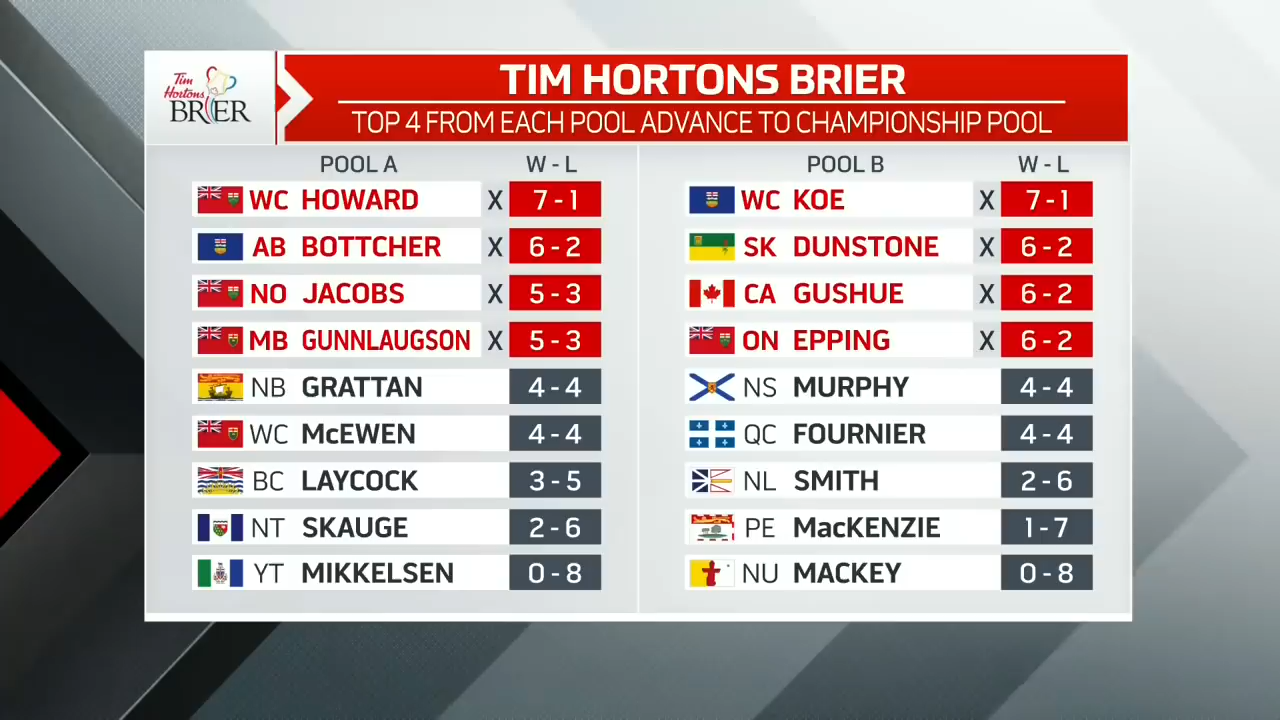 Tim
Hortons
BRIER
TIM HORTONS BRIER
TOP 4 FROM EACH POOL ADVANCE TO CHAMPIONSHIP POOL
POOL A W - L
WC HOWARD X 7 - 1
AB BOTTCHER X 6 - 2
NO JACOBS X 5 - 3
MB GUNNLAUGSON X 5 - 3
NB GRATTAN 4 - 4
WC McEWEN 4 - 4
BC LAYCOCK 3 - 5
NT SKAUGE 2 - 6
YT MIKKELSEN 0 - 8
POOL B W - L
WC KOE X 7 - 1
SK DUNSTONE X 6 - 2
CA GUSHUE X 6 - 2
ON EPPING X 6 - 2
NS MURPHY 4 - 4
QC FOURNIER 4 - 4
NL SMITH 2 - 6
PE MacKENZIE 1 - 7
NU MACKEY 0 - 8